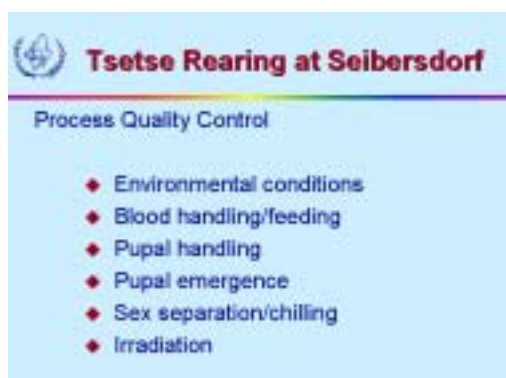 Tsetse Rearing at Seibersdorf
Process Quality Control
Environmental conditions
Blood handling/feeding
Pupal handling
Pupal emergence
Sex separation/chilling
Irradiation